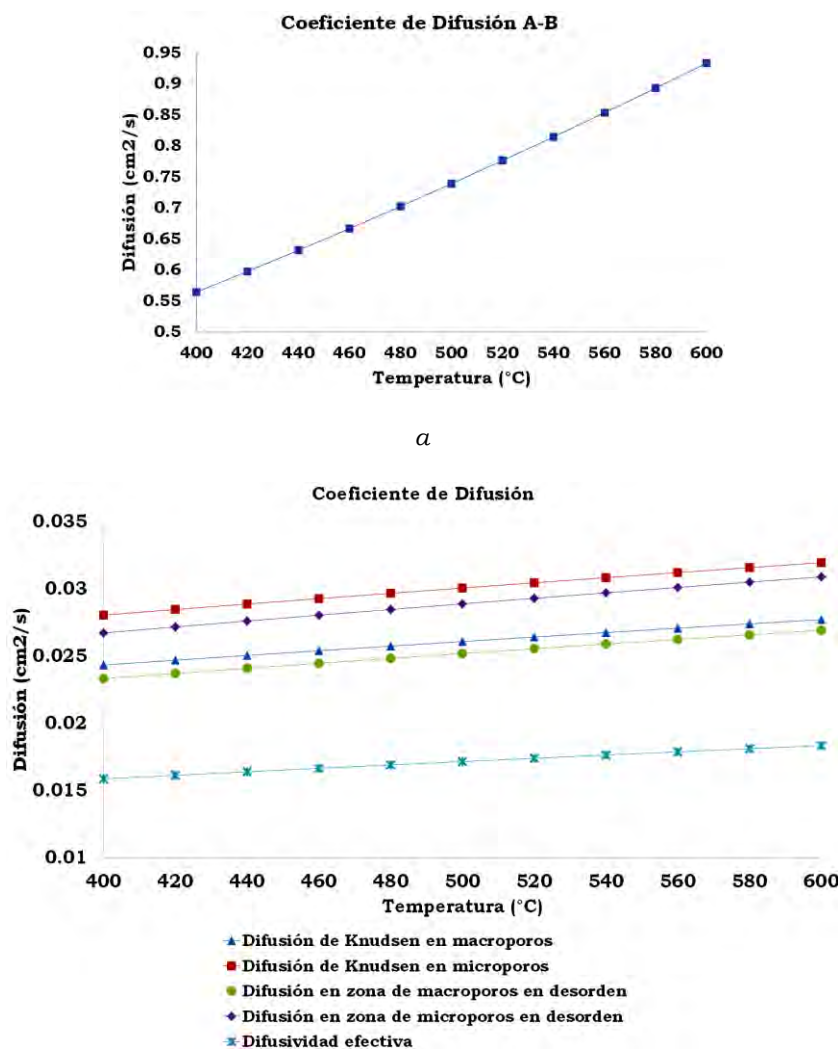 Coeficiente de Difusión A-B
0.95
0.9
0.85
0.8
0.75
0.7
0.65
0.6
0.55
0.5
Difusión (cm2/s)
400 420 440 460 480 500 520 540 560 580 600
Temperatura (°C)
a
Coeficiente de Difusión
0.035
0.03
0.025
0.02
0.015
0.01
Difusión (cm2/s)
400 420 440 460 480 500 520 540 560 580 600
Temperatura (°C)
Difusión de Knudsen en macroporos
Difusión de Knudsen en microporos
Difusión en zona de macroporos en desorden
Difusión en zona de microporos en desorden
Difusividad efectiva